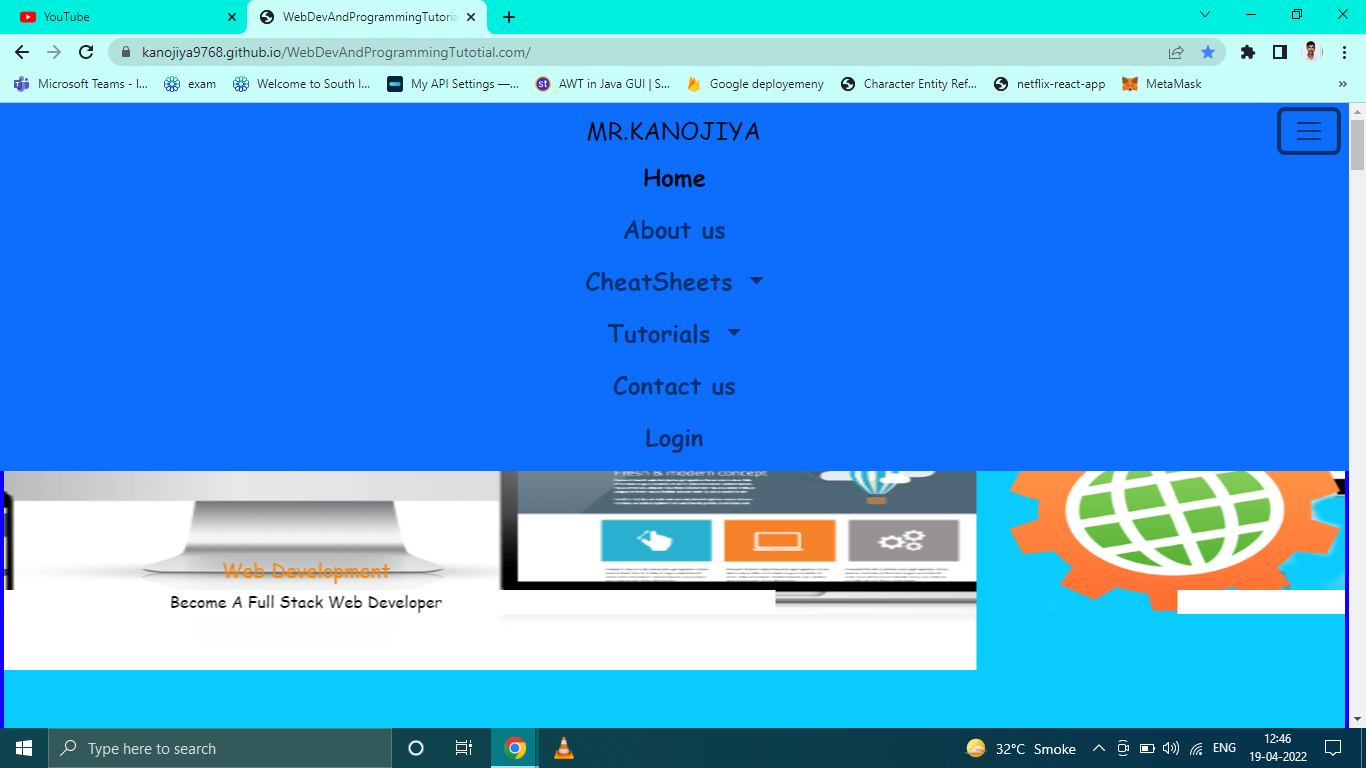 YouTube
WebDevAndProgrammingTutoria
kanojiya9768.github.io/WebDevAndProgrammingTutotial.com/
Microsoft Teams - I...
exam
Welcome to South I...
My API Settings —...
st
AWT in Java GUI | S...
Google deployemeny
Character Entity Ref...
netflix-react-app
MetaMask
»
MR.KANOJIYA
Home
About us
CheatSheets
Tutorials
Contact us
Login
Fresh & modern concept
Web Development
Become A Full Stack Web Developer
Type here to search
32°C Smoke
ENG
12:46
19-04-2022